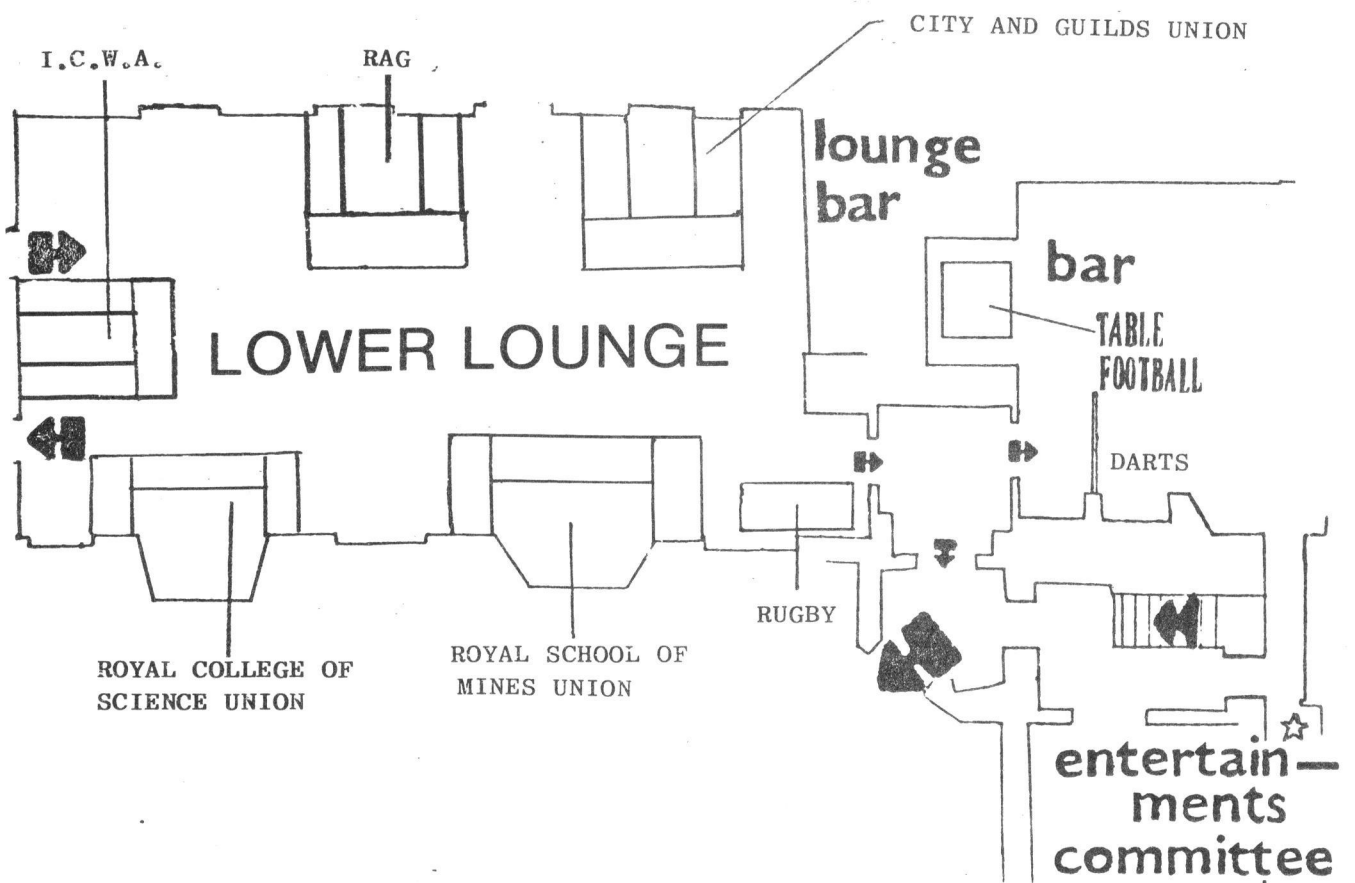 CITY AND GUILDS UNION
I.C.W.A.
RAG
lounge
bar
bar
TABLE
FOOTBALL
LOWER LOUNGE
DARTS
RUGBY
ROYAL COLLEGE OF
SCIENCE UNION
ROYAL SCHOOL OF
MINES UNION
entertain—
ments
committee